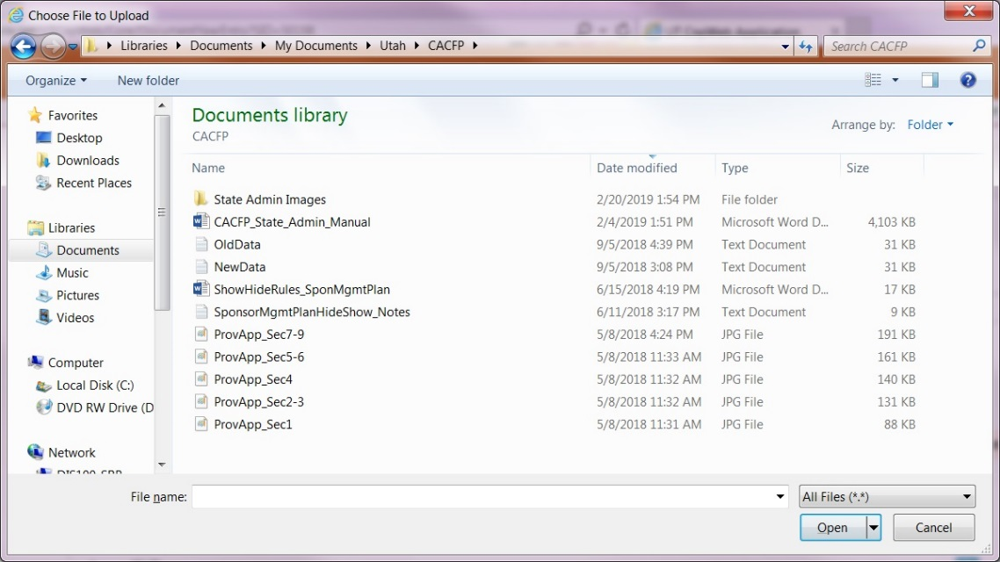 Choose File to Upload
Libraries Documents My Documents Utah CACFP
Search CACFP
Organize New folder
Favorites
Desktop
Downloads
Recent Places
Libraries
Documents
Music
Pictures
Videos
Computer
Local Disk (C:)
DVD RW Drive (D
Network
Documents library
CACFP
Arrange by: Folder
Name Date modified Type Size
State Admin Images 2/20/2019 1:54 PM File folder
CACFP_State_Admin_Manual 2/4/2019 1:51 PM Microsoft Word D... 4,103 KB
OldData 9/5/2018 4:39 PM Text Document 31 KB
NewData 9/5/2018 3:08 PM Text Document 31 KB
ShowHideRules_SponMgmtPlan 6/15/2018 4:19 PM Microsoft Word D... 17 KB
SponsorMgmtPlanHideShow_Notes 6/11/2018 3:17 PM Text Document 9 KB
ProvApp_Sec7-9 5/8/2018 4:24 PM JPG File 191 KB
ProvApp_Sec5-6 5/8/2018 11:33 AM JPG File 161 KB
ProvApp_Sec4 5/8/2018 11:32 AM JPG File 140 KB
ProvApp_Sec2-3 5/8/2018 11:32 AM JPG File 131 KB
ProvApp_Sec1 5/8/2018 11:31 AM JPG File 88 KB
File name: All Files (*.*)
Open Cancel